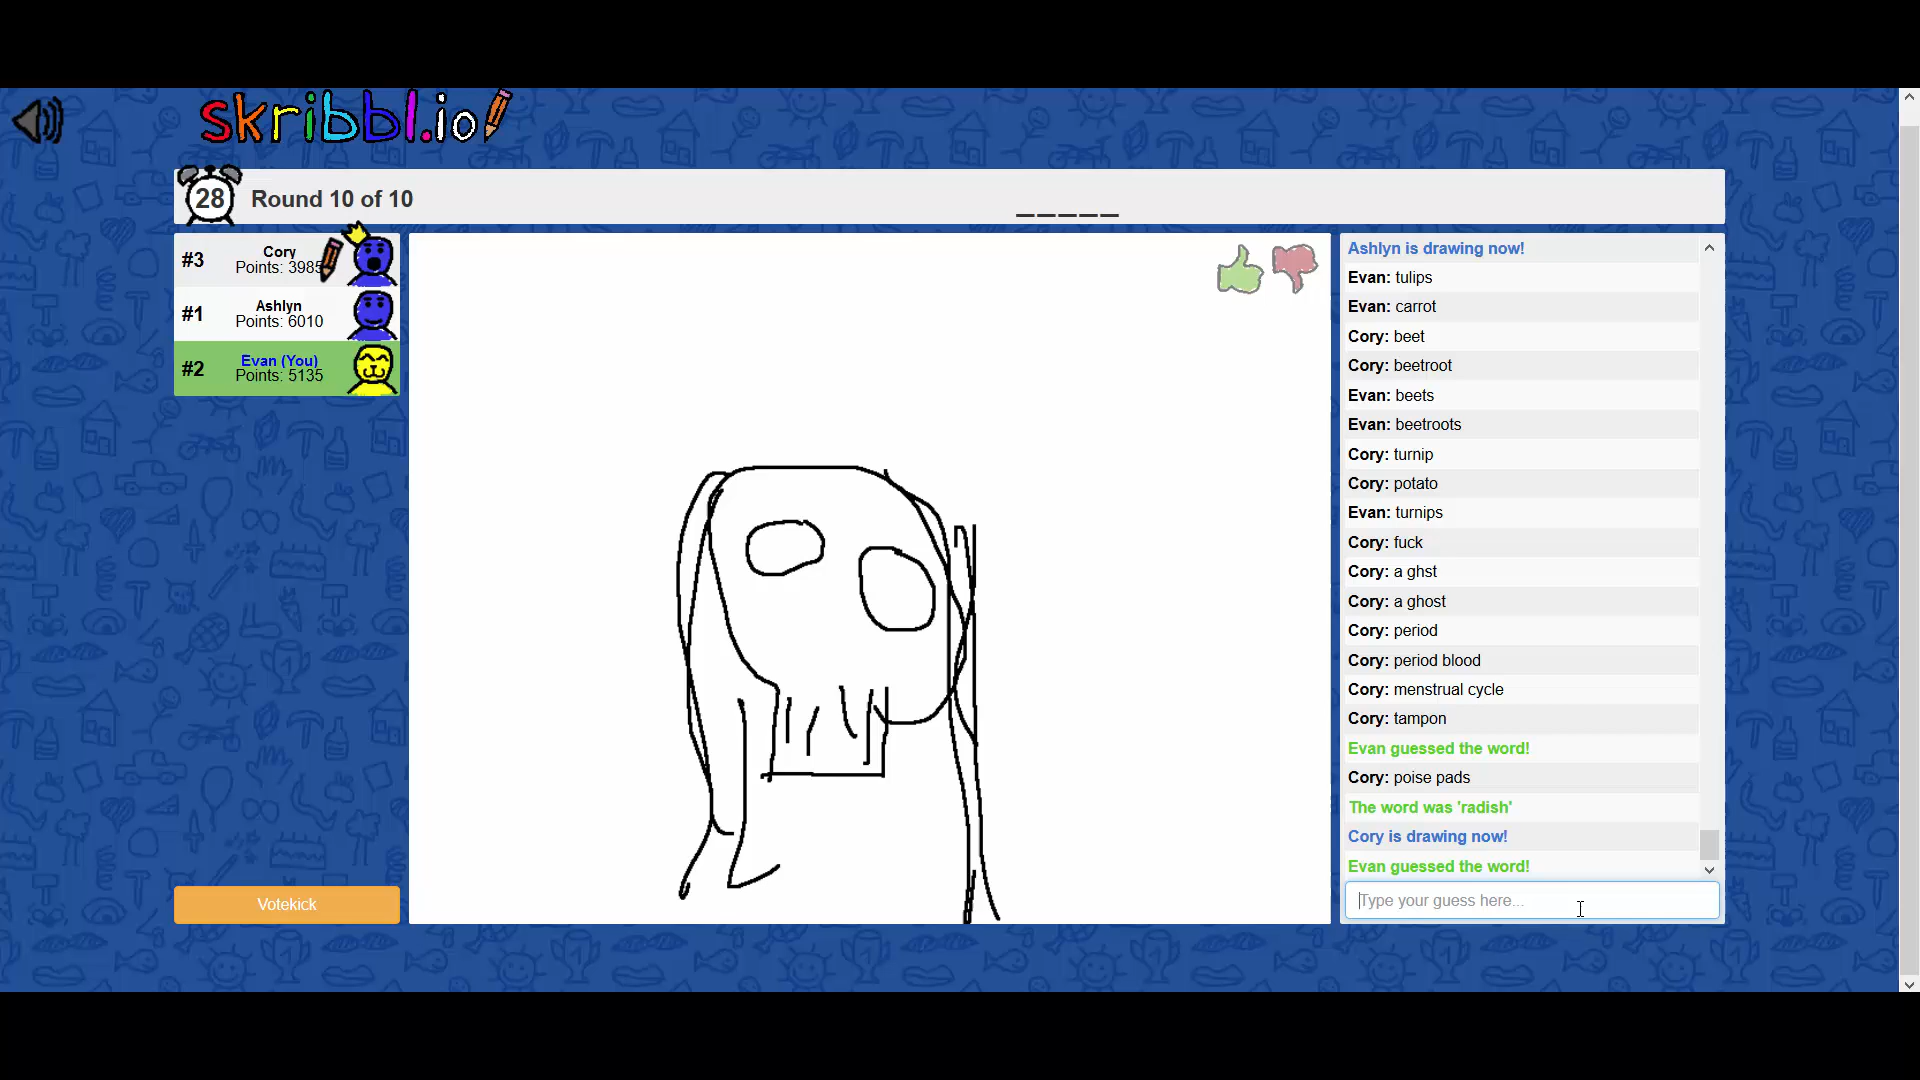 skribbl.io
28
Round 10 of 10
_____
#3
Cory
Points: 3985
#1
Ashlyn
Points: 6010
#2
Evan (You)
Points: 5135
Votekick
Ashlyn is drawing now!
Evan: tulips
Evan: carrot
Cory: beet
Cory: beetroot
Evan: beets
Evan: beetroots
Cory: turnip
Cory: potato
Evan: turnips
Cory: fuck
Cory: a ghst
Cory: a ghost
Cory: period
Cory: period blood
Cory: menstrual cycle
Cory: tampon
Evan guessed the word!
Cory: poise pads
The word was 'radish'
Cory is drawing now!
Evan guessed the word!
Type your guess here...